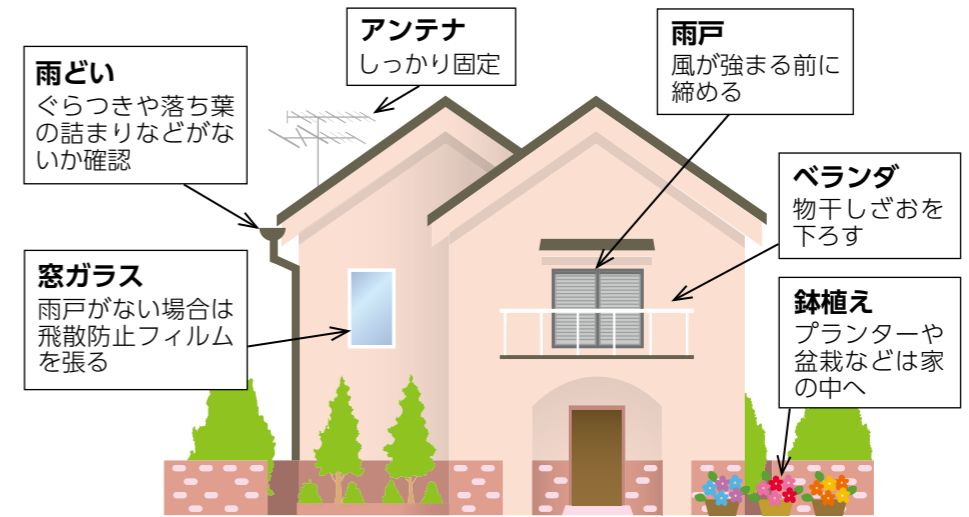 アンテナ
しっかり固定
雨戸
風が強まる前に
締める
雨どい
ぐらつきや落ち葉
の詰まりなどがな
いか確認
ベランダ
物干しざおを
下ろす
窓ガラス
雨戸がない場合は
飛散防止フィルム
を張る
鉢植え
プランターや
盆栽などは家
の中へ